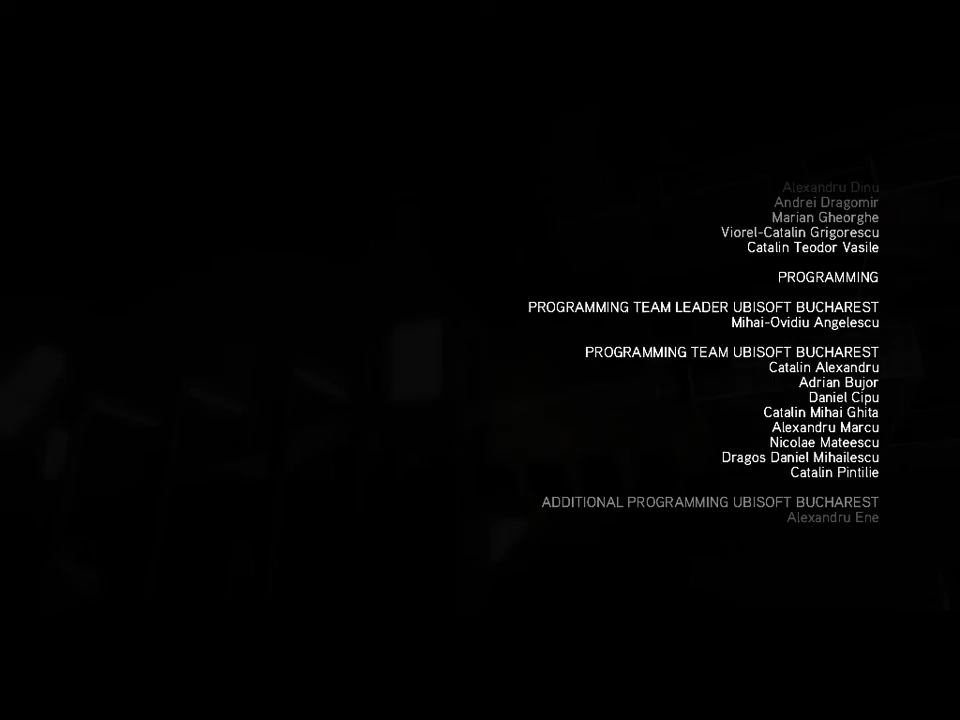 Alexandru Dinu
Andrei Dragomir
Marian Gheorghe
Viorel-Catalin Grigorescu
Catalin Teodor Vasile
PROGRAMMING
PROGRAMMING TEAM LEADER UBISOFT BUCHAREST
Mihai-Ovidiu Angelescu
PROGRAMMING TEAM UBISOFT BUCHAREST
Catalin Alexandru
Adrian Bujor
Daniel Cipu
Catalin Mihai Ghita
Alexandru Marcu
Nicolae Mateescu
Dragos Daniel Mihailescu
Catalin Pintilie
ADDITIONAL PROGRAMMING UBISOFT BUCHAREST
Alexandru Ene